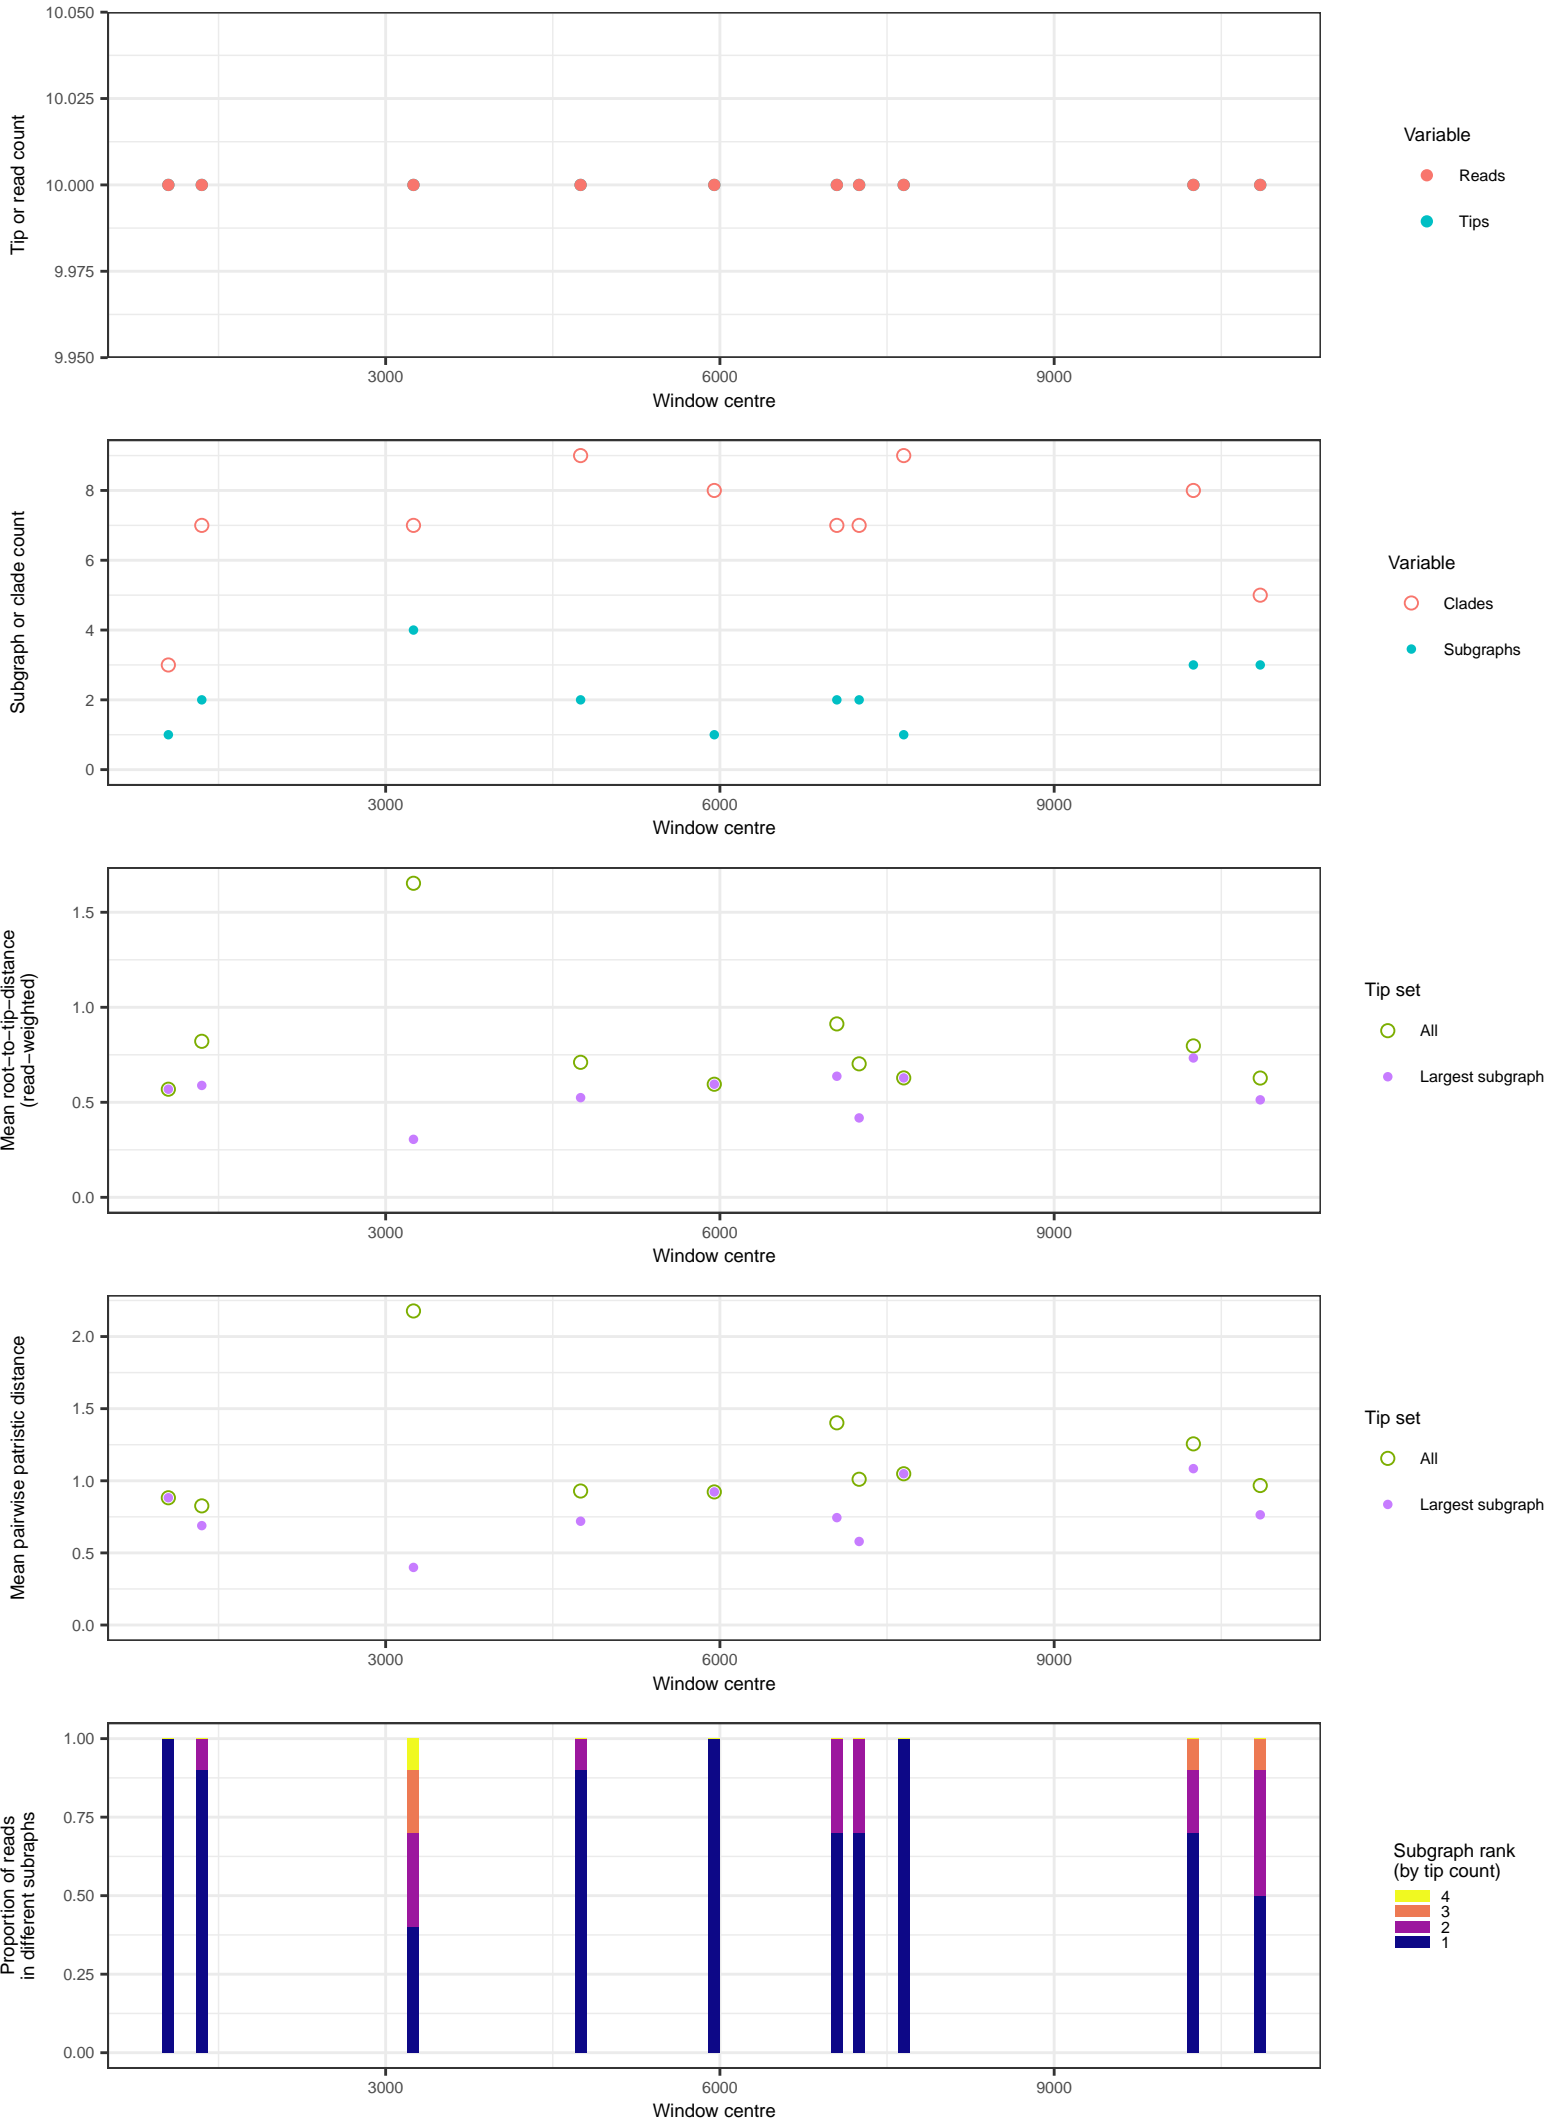 10.050
10.025
10.000
9.975
9.950
Tip or read count
3000 6000 9000
Window centre
Variable
Reads
Tips
8
6
4
2
0
Subgraph or clade count
3000 6000 9000
Window centre
Variable
Clades
Subgraphs
1.5
1.0
0.5
0.0
Mean root−to−tip−distance
(read−weighted)
3000 6000 9000
Window centre
Tip set
All
Largest subgraph
2.0
1.5
1.0
0.5
0.0
Mean pairwise patristic distance
3000 6000 9000
Window centre
Tip set
All
Largest subgraph
1.00
0.75
0.50
0.25
0.00
Proportion of reads
in different subraphs
3000 6000 9000
Window centre
Subgraph rank
(by tip count)
4
3
2
1